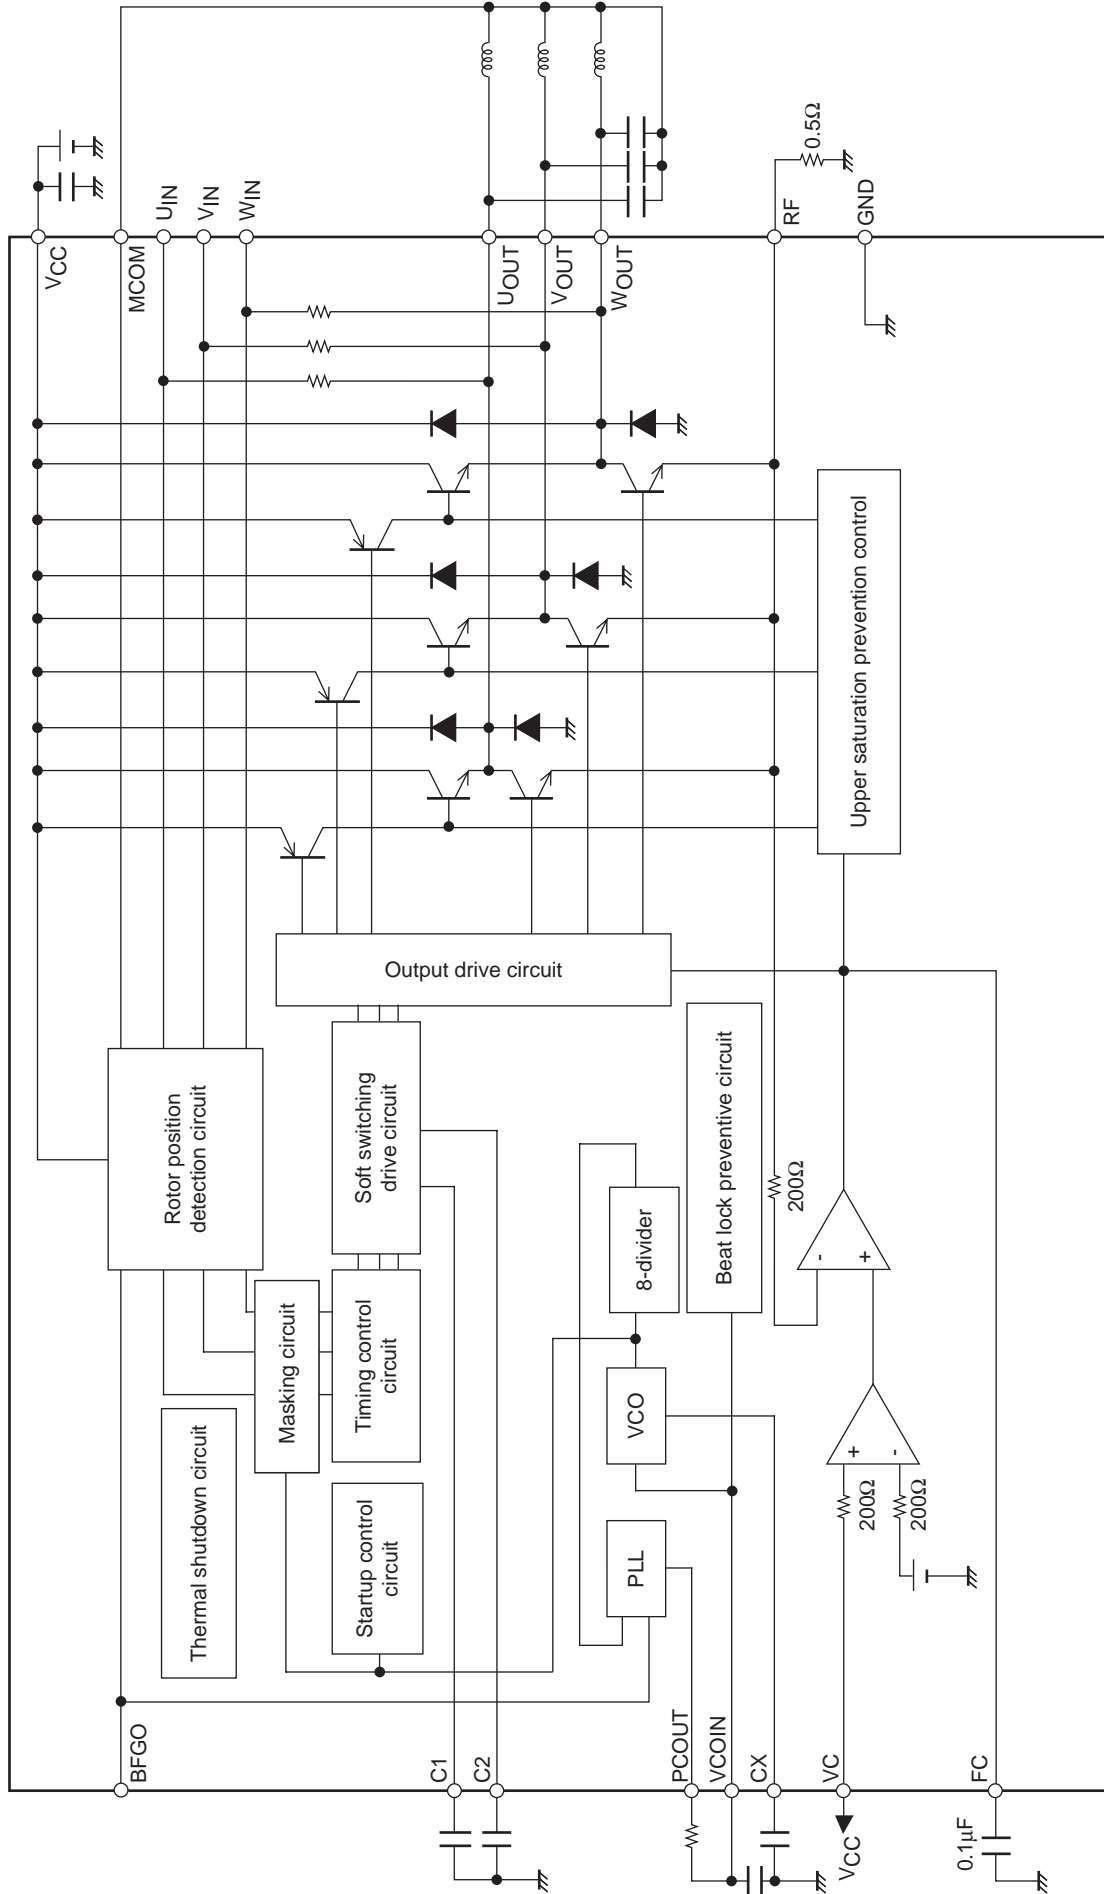 VCC
MCOM
UIN
VIN
WIN
UOUT
VOUT
WOUT
RF
0.5Ω
GND
Upper saturation prevention control
Output drive circuit
Rotor position
detection circuit
Soft switching
drive circuit
Beat lock preventive circuit
8-divider
200Ω
-
+
Masking circuit
Timing control
circuit
VCO
Thermal shutdown circuit
Startup control
circuit
PLL
+
-
200Ω
200Ω
BFGO
C1
C2
PCOUT
VCOIN
CX
VC
FC
VCC
0.1µF